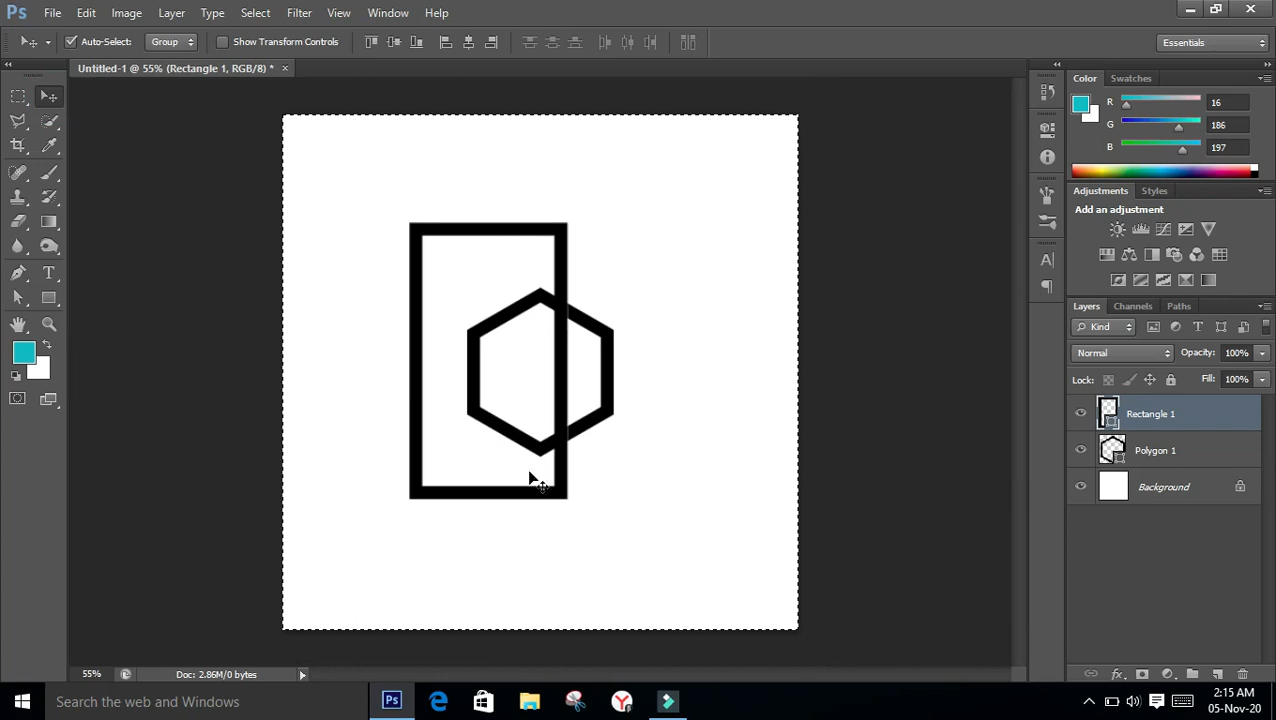 Ps File Edit Image Layer Type Select Filter View Window Help
Auto-Select: Group Show Transform Controls Essentials
Untitled-1 @ 55% (Rectangle 1, RGB/8) * ×
Color Swatches
R 16
G 186
B 197
Adjustments Styles
Add an adjustment
Layers Channels Paths
Kind
Normal Opacity: 100%
Lock: Fill: 100%
Rectangle 1
Polygon 1
Background
55% Doc: 2.86M/0 bytes
Search the web and Windows Ps
2:15 AM
05-Nov-20